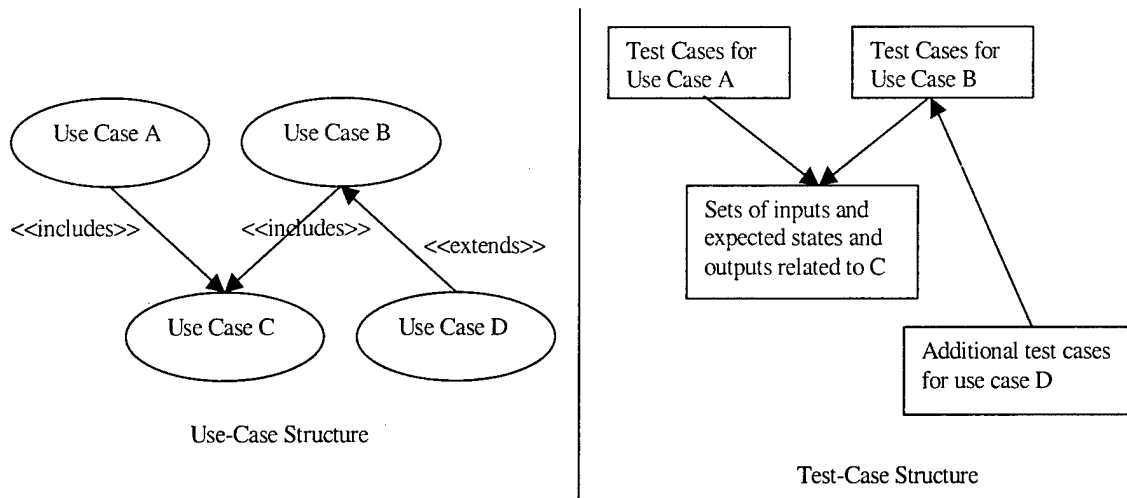 Use Case A
Use Case B
<<includes>>
<<includes>>
<<extends>>
Use Case C
Use Case D
Use-Case Structure
Test Cases for
Use Case A
Test Cases for
Use Case B
Sets of inputs and
expected states and
outputs related to C
Additional test cases
for use case D
Test-Case Structure